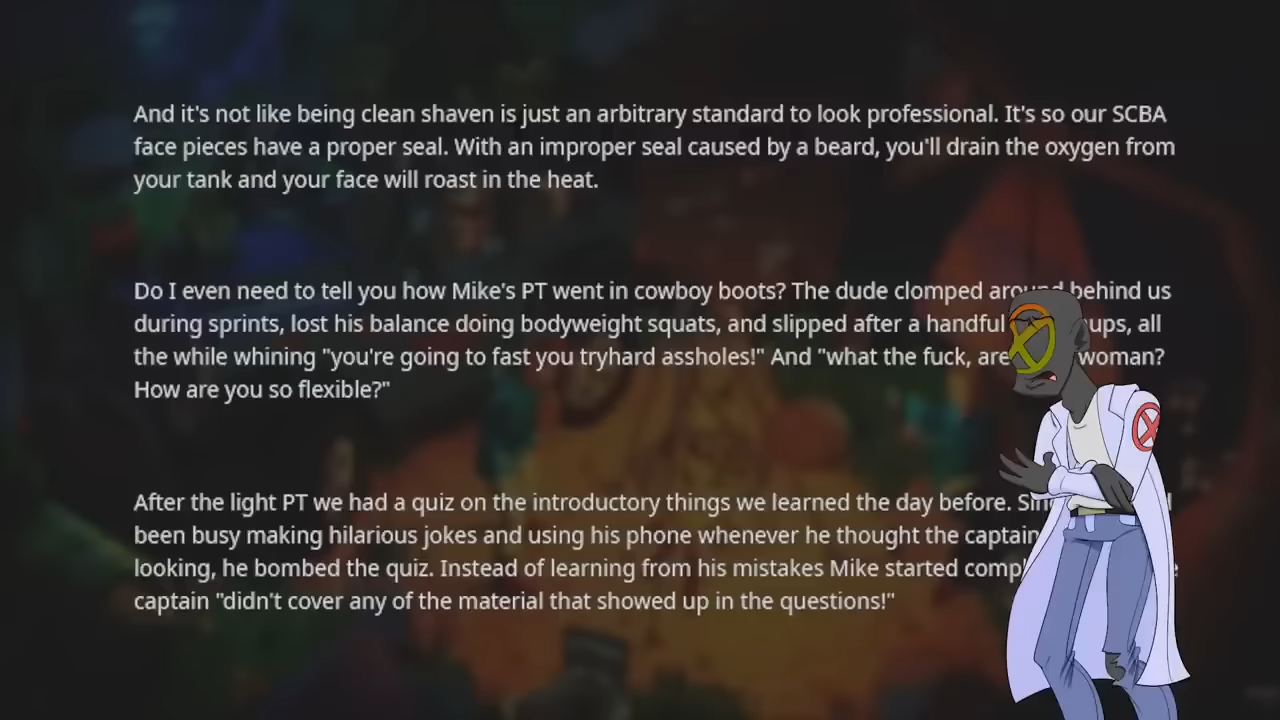 And it's not like being clean shaven is just an arbitrary standard to look professional. It's so our SCBA
face pieces have a proper seal. With an improper seal caused by a beard, you'll drain the oxygen from
your tank and your face will roast in the heat.
Do I even need to tell you how Mike's PT went in cowboy boots? The dude clomped around behind us
during sprints, lost his balance doing bodyweight squats, and slipped after a handful ups, all
the while whining "you're going to fast you tryhard assholes!" And "what the fuck, are woman?
How are you so flexible?"
After the light PT we had a quiz on the introductory things we learned the day before.
been busy making hilarious jokes and using his phone whenever he thought the captain
looking, he bombed the quiz. Instead of learning from his mistakes Mike started
captain "didn't cover any of the material that showed up in the questions!"